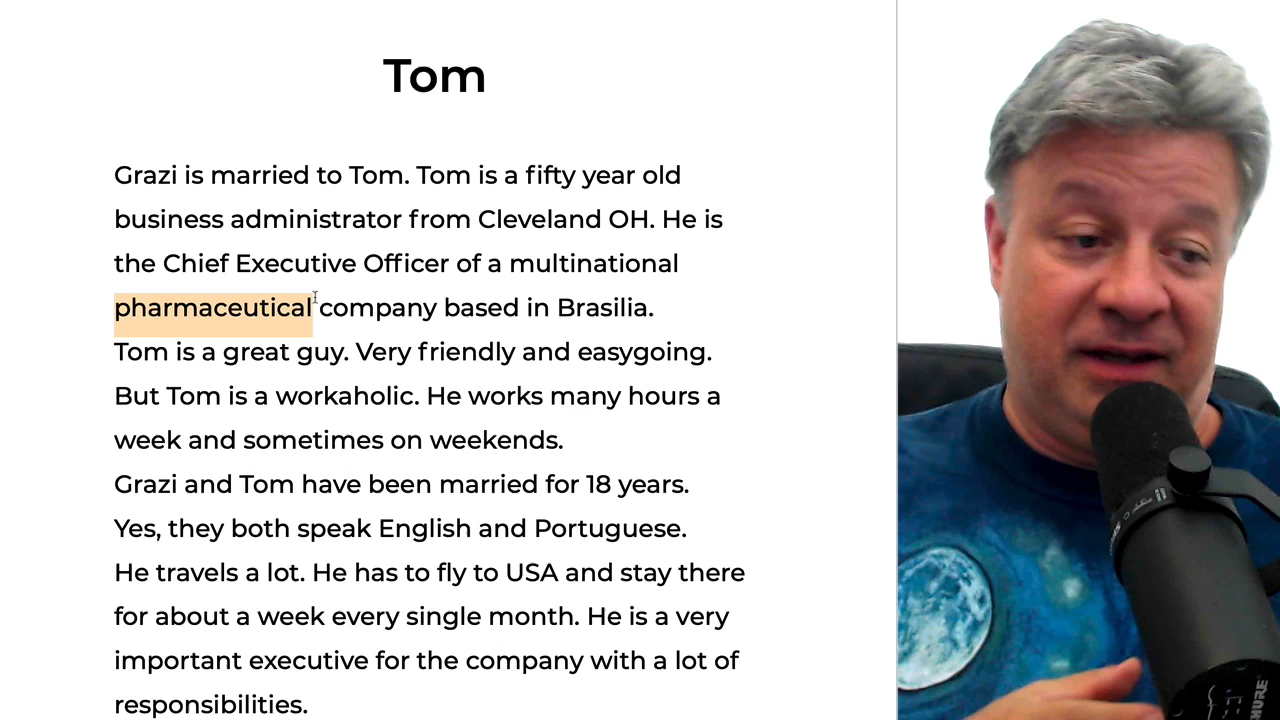 Tom
Grazi is married to Tom. Tom is a fifty year old
business administrator from Cleveland OH. He is
the Chief Executive Officer of a multinational
pharmaceutical company based in Brasilia.
Tom is a great guy. Very friendly and easygoing.
But Tom is a workaholic. He works many hours a
week and sometimes on weekends.
Grazi and Tom have been married for 18 years.
Yes, they both speak English and Portuguese.
He travels a lot. He has to fly to USA and stay there
for about a week every single month. He is a very
important executive for the company with a lot of
responsibilities.
SHURE